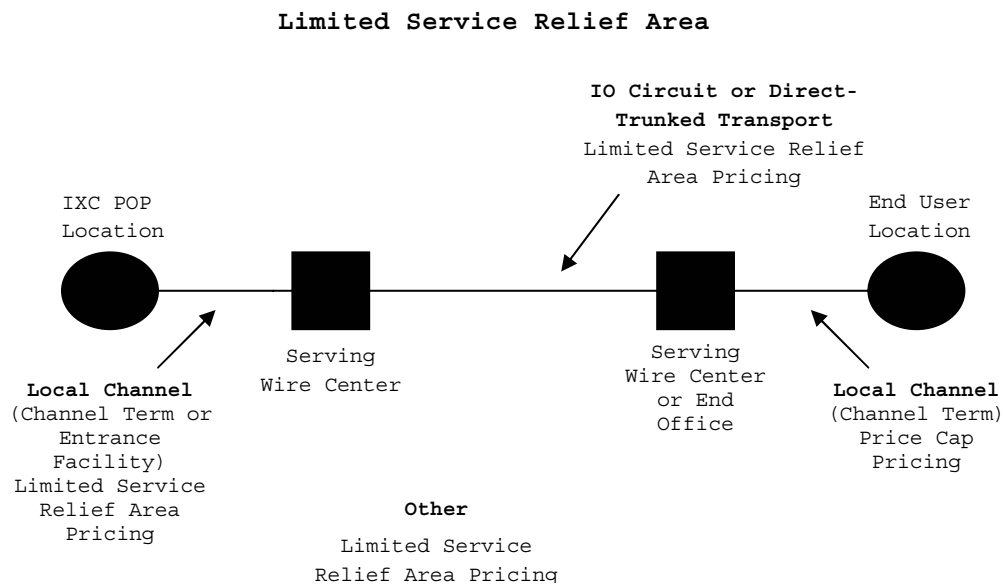 Limited Service Relief Area
IO Circuit or Direct-
Trunked Transport
Limited Service Relief
Area Pricing
IXC POP
Location
End User
Location
Serving
Wire Center
Serving
Wire Center
or End
Office
Local Channel
(Channel Term or
Entrance
Facility)
Limited Service
Relief Area
Pricing
Local Channel
(Channel Term)
Price Cap
Pricing
Other
Limited Service
Relief Area Pricing